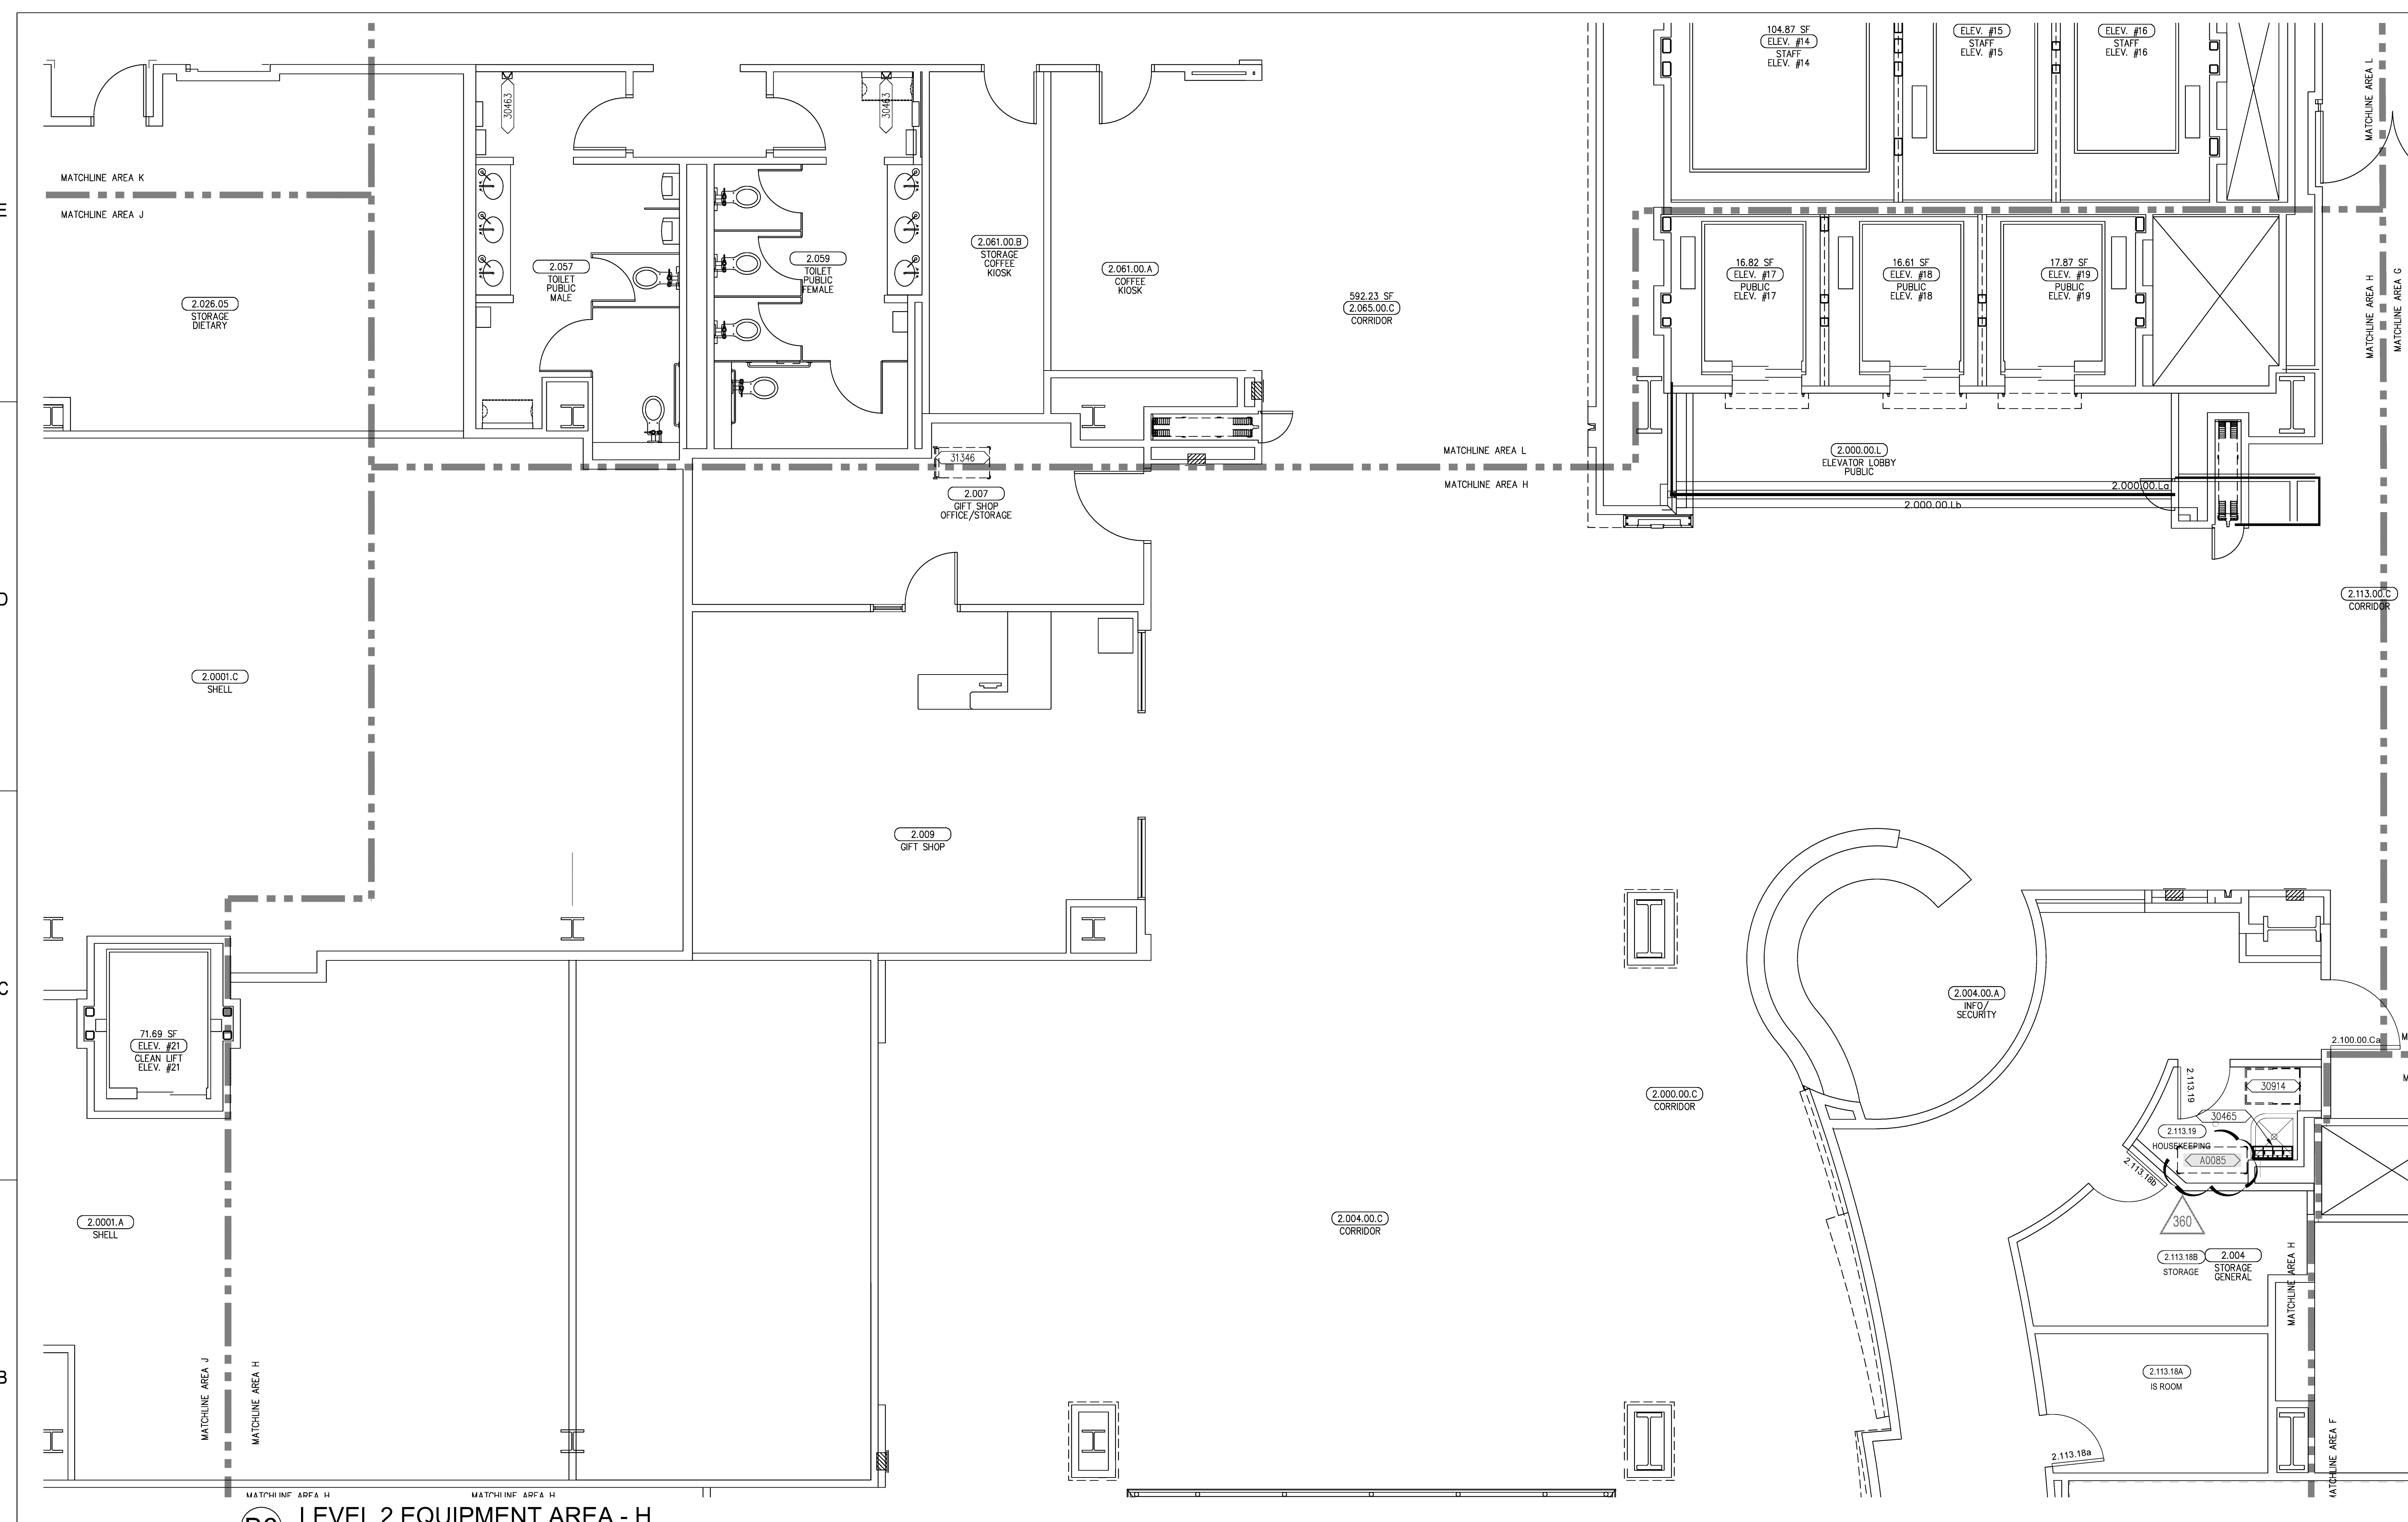 104.87 SF
ELEV. #14
STAFF
ELEV. #14
ELEV. #15
STAFF
ELEV. #15
ELEV. #16
STAFF
ELEV. #16
MATCHLINE AREA L
30463
30463
MATCHLINE AREA K
MATCHLINE AREA J
E
2.026.05
STORAGE
DIETARY
2.057
TOILET
PUBLIC
MALE
2.059
TOILET
PUBLIC
FEMALE
2.061.00.B
STORAGE
COFFEE
KIOSK
2.061.00.A
COFFEE
KIOSK
592.23 SF
2.065.00.C
CORRIDOR
16.82 SF
ELEV. #17
PUBLIC
ELEV. #17
16.61 SF
ELEV. #18
PUBLIC
ELEV. #18
17.87 SF
ELEV. #19
PUBLIC
ELEV. #19
MATCHLINE AREA H
MATCHLINE AREA G
31346
MATCHLINE AREA L
MATCHLINE AREA H
2.000.00.L
ELEVATOR LOBBY
PUBLIC
2.000.00.La
2.000.00.Lb
2.007
GIFT SHOP
OFFICE/STORAGE
D
2.113.00.C
CORRIDOR
2.0001.C
SHELL
2.009
GIFT SHOP
C
2.004.00.A
INFO/
SECURITY
71.69 SF
ELEV. #21
CLEAN LIFT
ELEV. #21
2.100.00.Ca
M
M
2.000.00.C
CORRIDOR
2.113.19
30914
30465
2.113.19
HOUSEKEEPING
A0085
2.113.18b
360
2.0001.A
SHELL
2.004.00.C
CORRIDOR
2.113.18B
STORAGE
2.004
STORAGE
GENERAL
MATCHLINE AREA H
B
MATCHLINE AREA J
MATCHLINE AREA H
2.113.18A
IS ROOM
2.113.18a
MATCHLINE AREA F
MATCHLINE AREA H
MATCHLINE AREA H
LEVEL 2 EQUIPMENT AREA - H